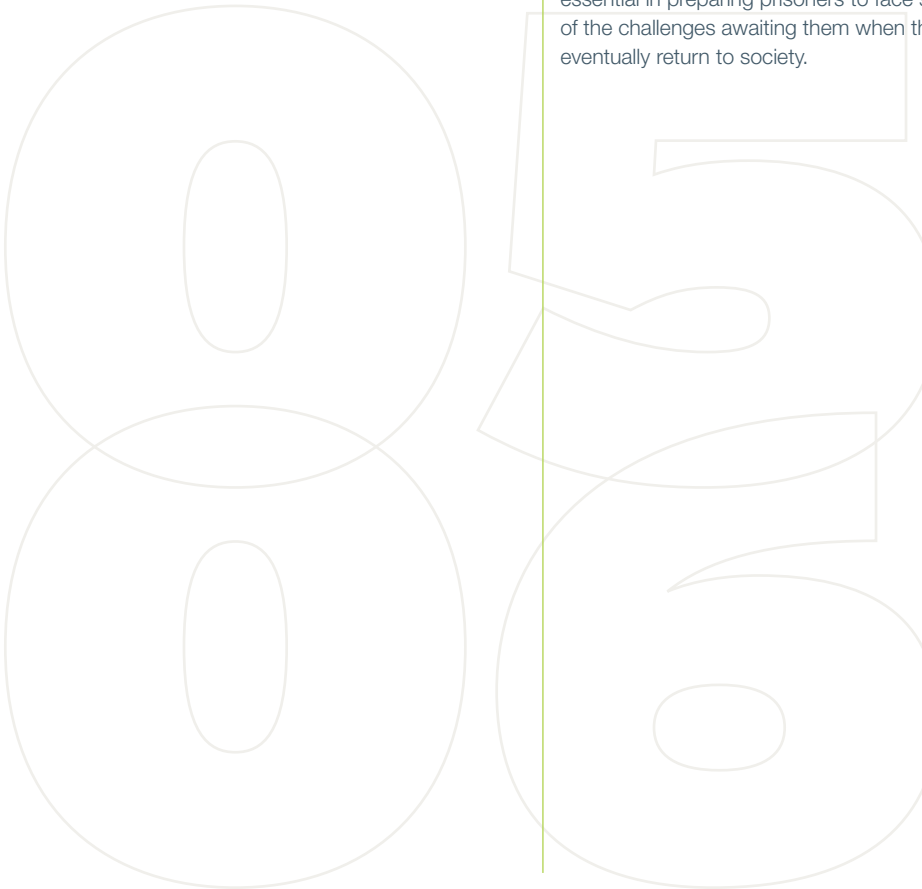 essential in preparing prisoners to face
of the challenges awaiting them when
eventually return to society.
05
06